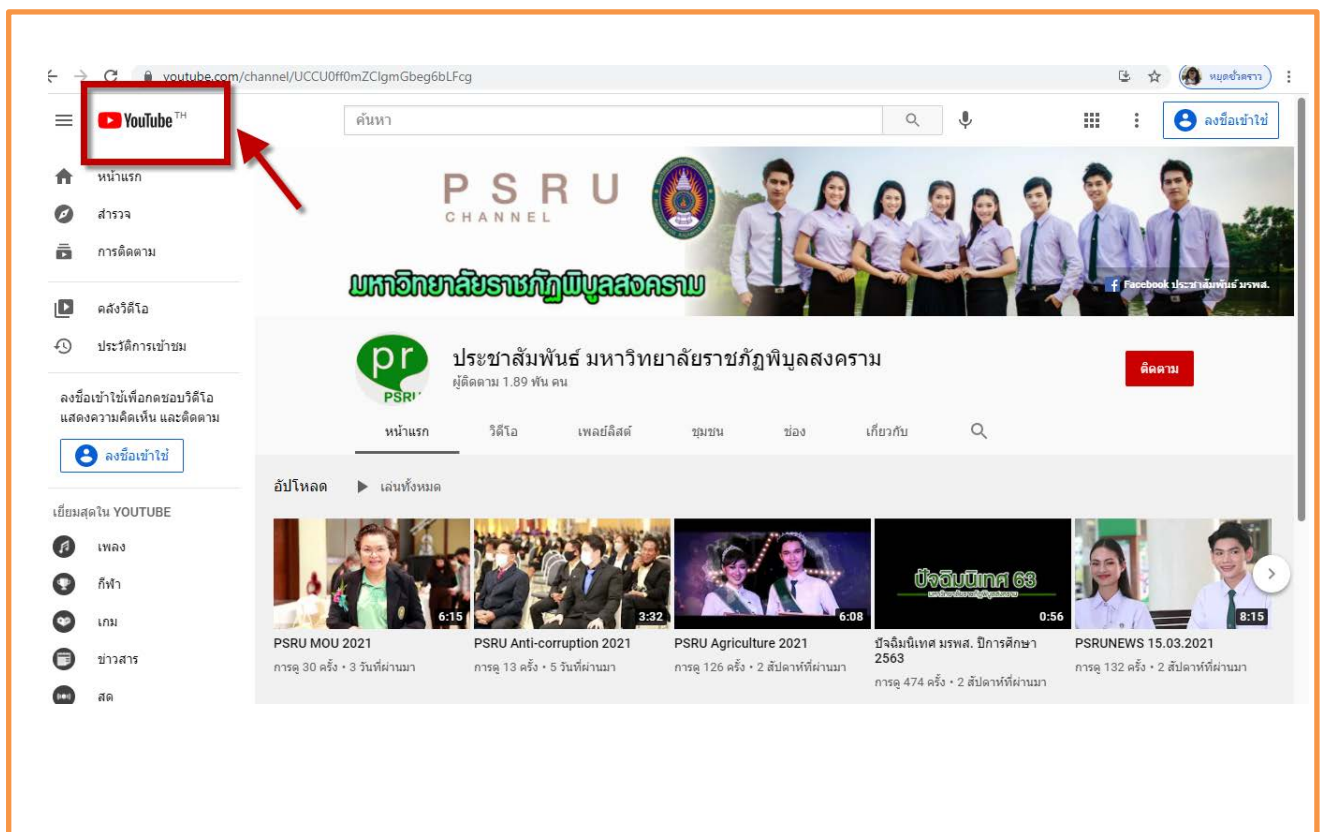 youtube.com/channel/UCCU0ff0mZCIgmGbeg6bLFcg
หยุดชั่วคราว
YouTube TH
ค้นหา
ลงชื่อเข้าใช้
หน้าแรก
สำรวจ
การติดตาม
คลังวิดีโอ
ประวัติการเข้าชม
ลงชื่อเข้าใช้เพื่อกดชอบวิดีโอ
แสดงความคิดเห็น และติดตาม
ลงชื่อเข้าใช้
เยี่ยมสุดใน YOUTUBE
เพลง
กีฬา
เกม
ข่าวสาร
สด
PSRU
CHANNEL
มหาวิทยาลัยราชภัฏพิบูลสงคราม
Facebook ประชาสัมพันธ์ มรพส.
pr
PSRU
ประชาสัมพันธ์ มหาวิทยาลัยราชภัฏพิบูลสงคราม
ผู้ติดตาม 1.89 พัน คน
ติดตาม
หน้าแรก วิดีโอ เพลย์ลิสต์ ชุมชน ช่อง เกี่ยวกับ
อัปโหลด เล่นทั้งหมด
6:15
PSRU MOU 2021
การดู 30 ครั้ง • 3 วันที่ผ่านมา
3:32
PSRU Anti-corruption 2021
การดู 13 ครั้ง • 5 วันที่ผ่านมา
6:08
PSRU Agriculture 2021
การดู 126 ครั้ง • 2 สัปดาห์ที่ผ่านมา
ปัจฉิมนิเทศ 63
0:56
ปัจฉิมนิเทศ มรพส. ปีการศึกษา
2563
การดู 474 ครั้ง • 2 สัปดาห์ที่ผ่านมา
8:15
PSRUNEWS 15.03.2021
การดู 132 ครั้ง • 2 สัปดาห์ที่ผ่านมา